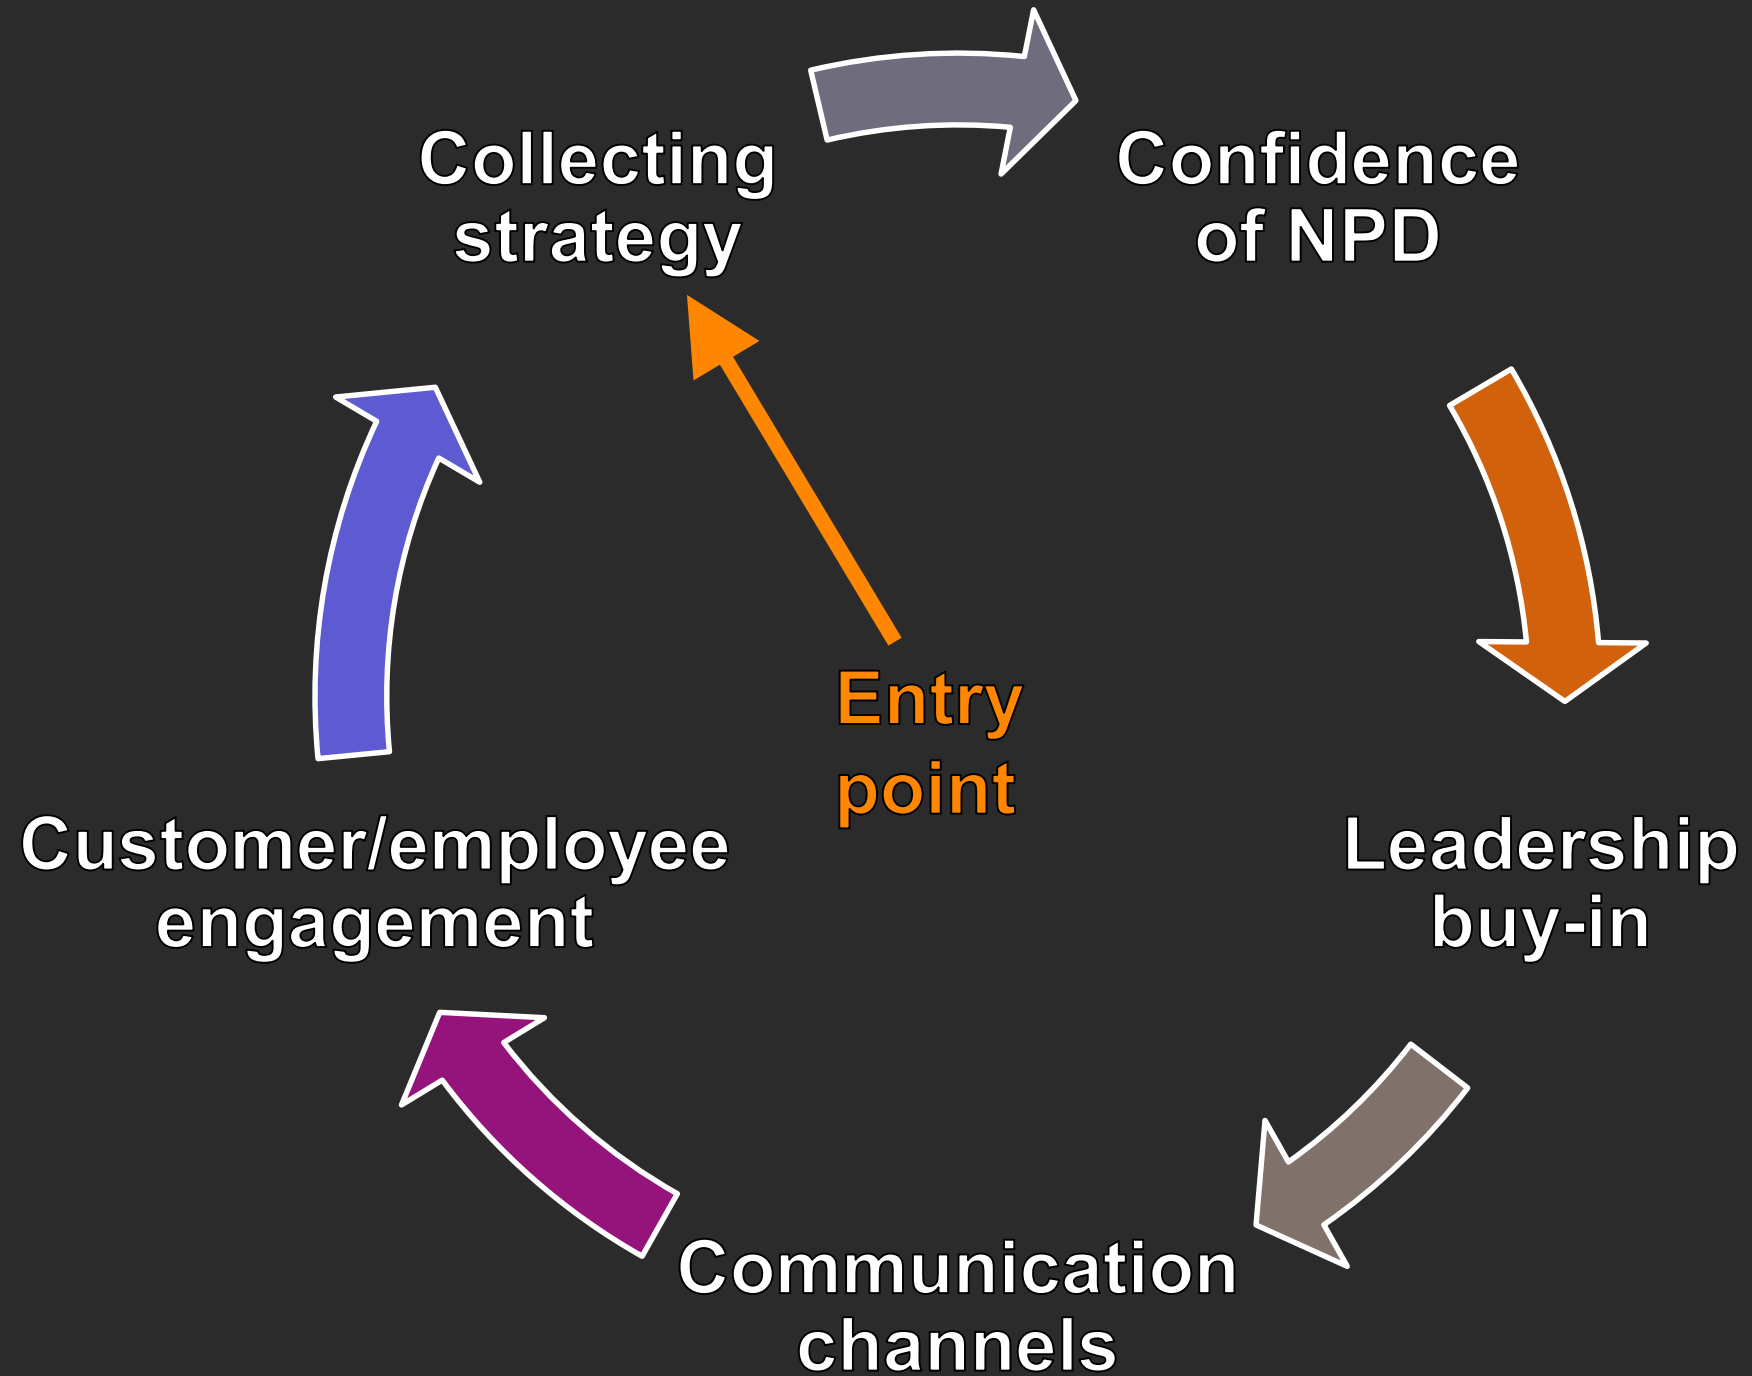 Collecting
strategy
Confidence
of NPD
Entry
point
Customer/employee
engagement
Leadership
buy-in
Communication
channels